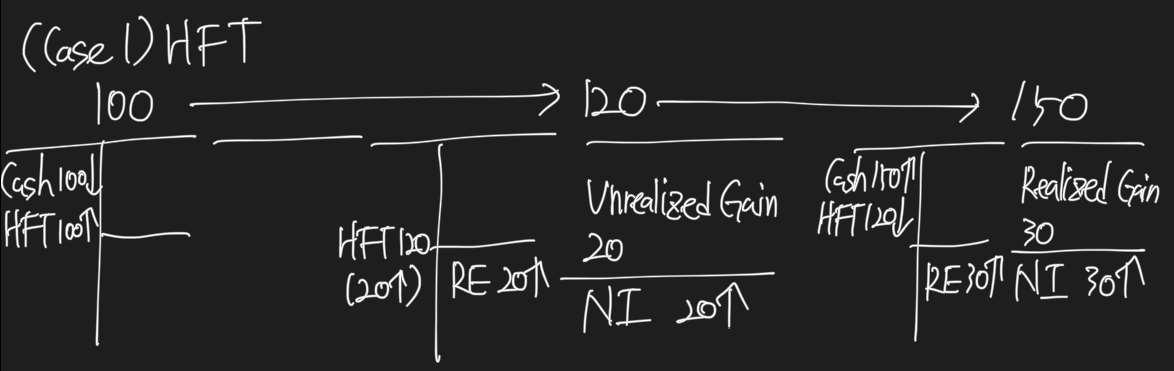 (Case 1) HFT
100 → 120 → 150
Cash 100↓
HFT 100↑
HFT 120
(20↑)
RE 20↑
Unrealized Gain
20
NI 20↑
Cash 150↑
HFT 120↓
RE 30↑
Realized Gain
30
NI 30↑